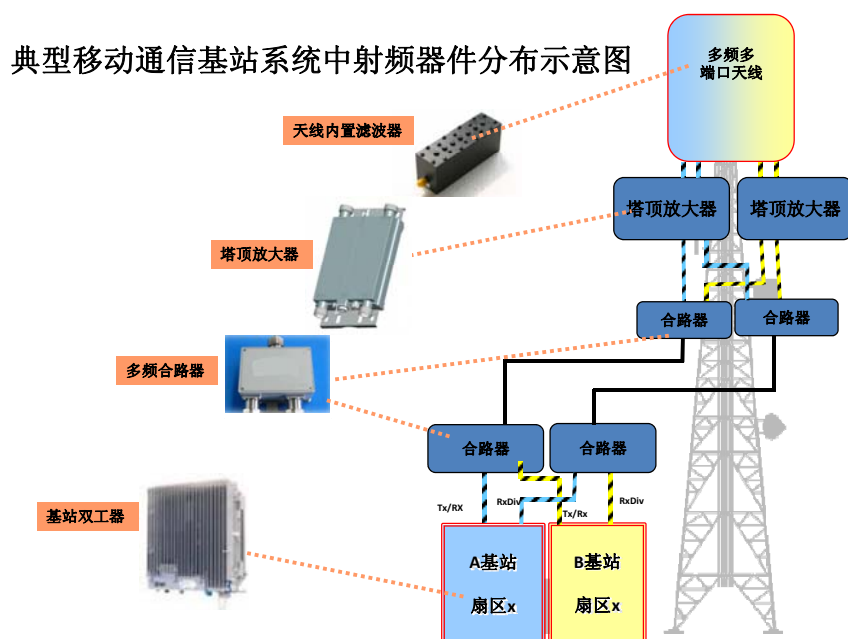 典型移动通信基站系统中射频器件分布示意图
多频多
端口天线
天线内置滤波器
塔顶放大器
塔顶放大器
塔顶放大器
合路器
合路器
多频合路器
合路器
合路器
Tx/RX
RxDiv
Tx/Rx
RxDiv
基站双工器
A基站
扇区x
B基站
扇区x